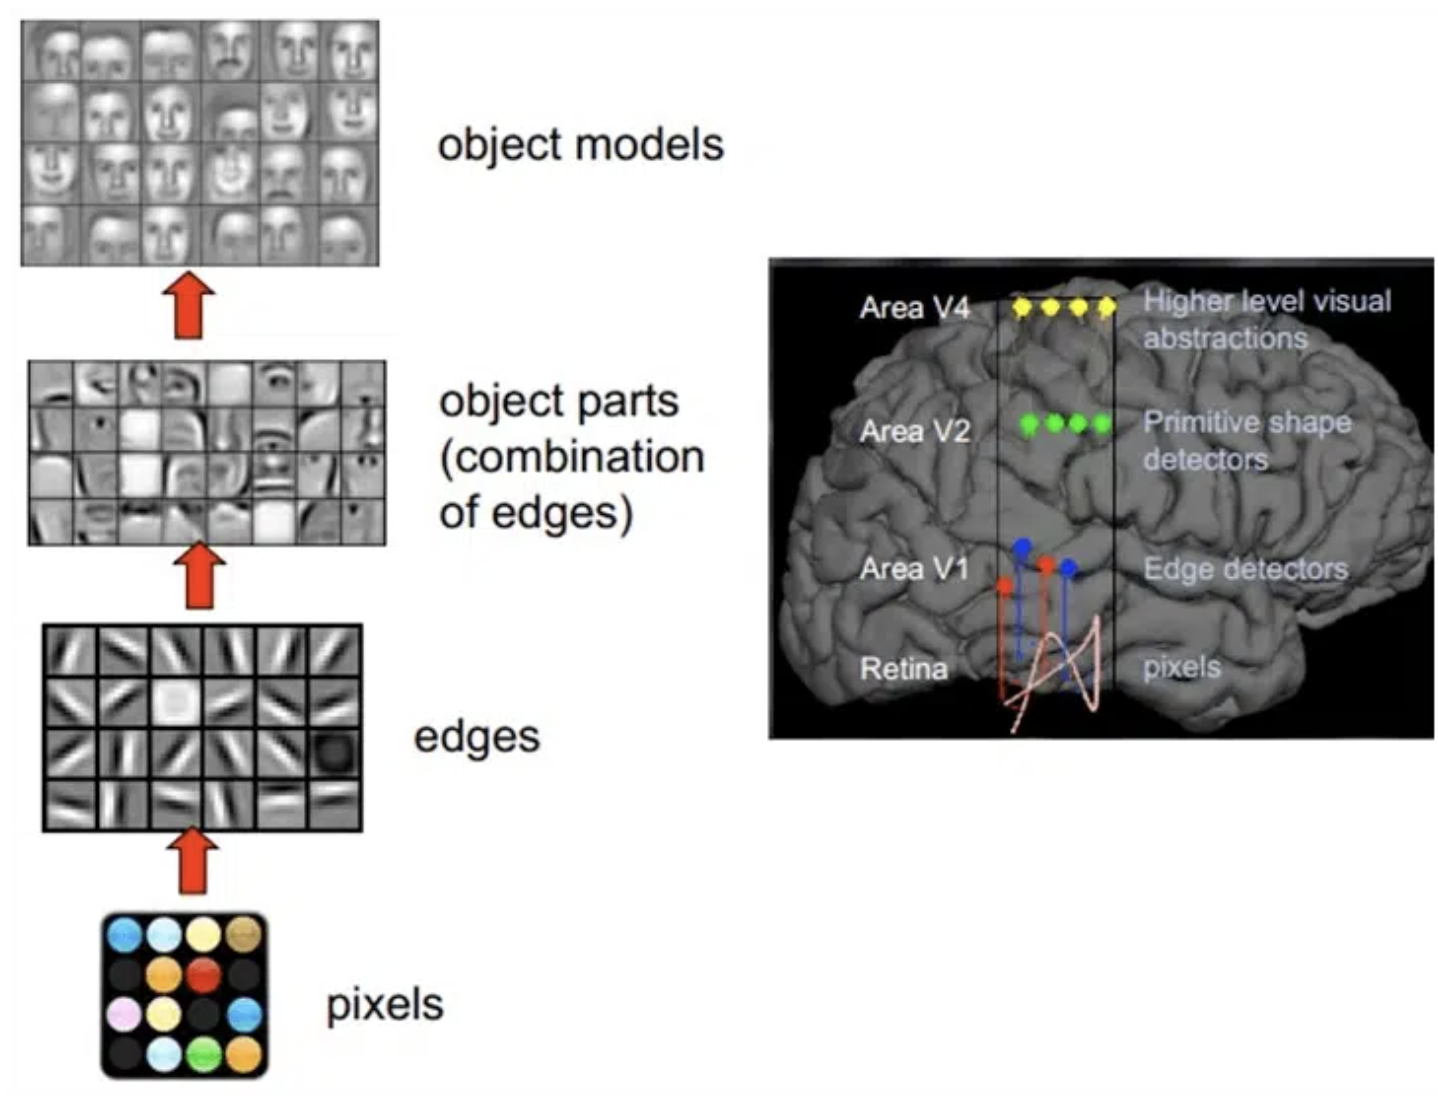 object models
object parts
(combination
of edges)
edges
pixels
Area V4
Higher level visual
abstractions
Area V2
Primitive shape
detectors
Area V1
Edge detectors
Retina
pixels